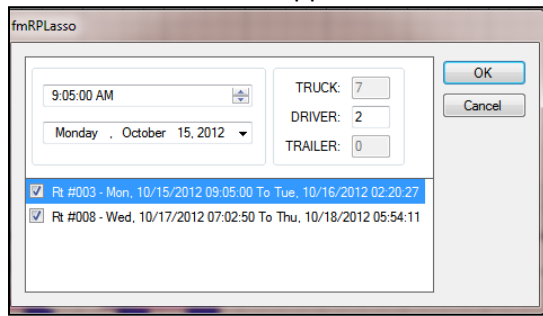 fmRPLasso
9:05:00 AM
Monday , October 15, 2012
TRUCK: 7
DRIVER: 2
TRAILER: 0
OK
Cancel
Rt #003 - Mon, 10/15/2012 09:05:00 To Tue, 10/16/2012 02:20:27
Rt #008 - Wed, 10/17/2012 07:02:50 To Thu, 10/18/2012 05:54:11